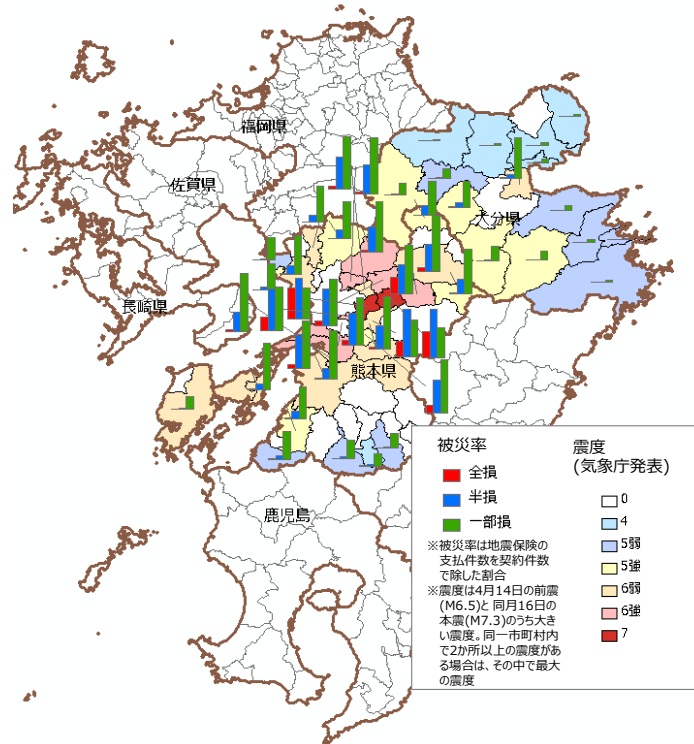 福岡県
佐賀県
大分県
長崎県
熊本県
鹿児島
被災率
全損
半損
一部損
※被災率は地震保険の
支払件数を契約件数
で除した割合
※震度は4月14日の前震
(M6.5)と 同月16日の
本震(M7.3)のうち大き
い震度。同一市町村内
で2か所以上の震度があ
る場合は、その中で最大
の震度
震度
(気象庁発表)
0
4
5弱
5強
6弱
6強
7